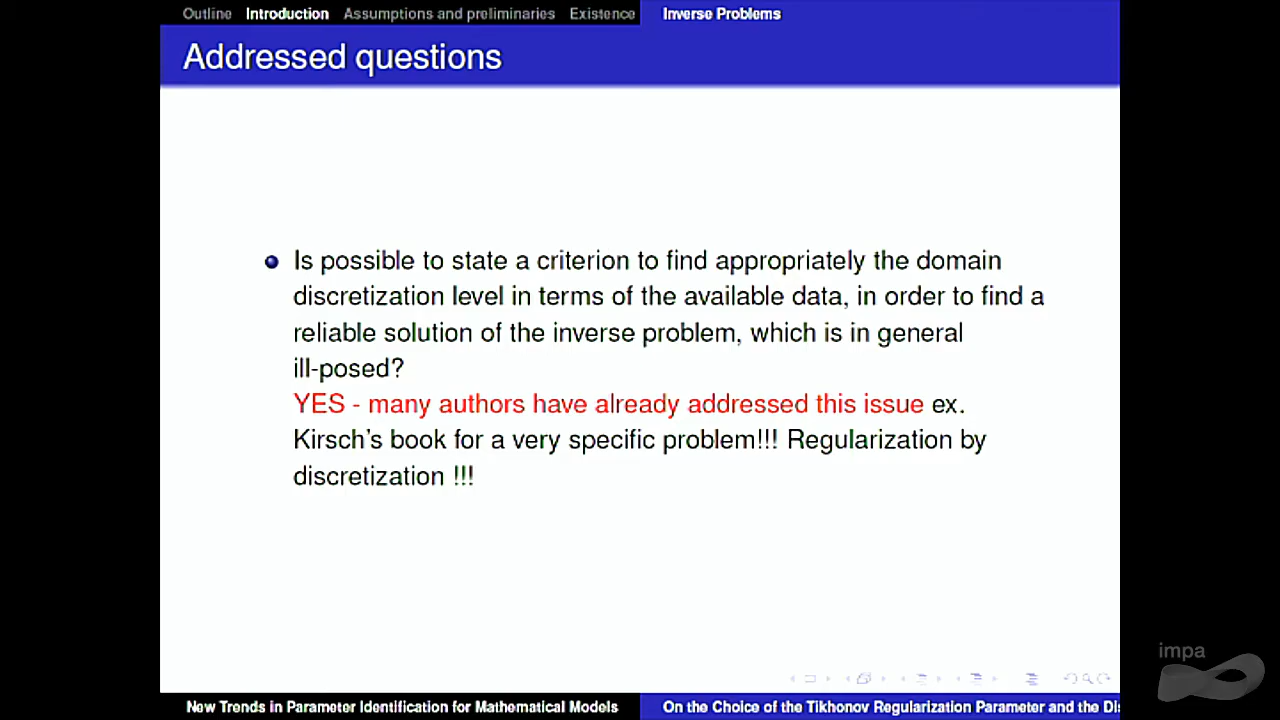 Outline Introduction Assumptions and preliminaries Existence Inverse Problems
Addressed questions
Is possible to state a criterion to find appropriately the domain
discretization level in terms of the available data, in order to find a
reliable solution of the inverse problem, which is in general
ill-posed?
YES - many authors have already addressed this issue ex.
Kirsch's book for a very specific problem!!! Regularization by
discretization !!!
impa
New Trends in Parameter Identification for Mathematical Models On the Choice of the Tikhonov Regularization Parameter and the Dis